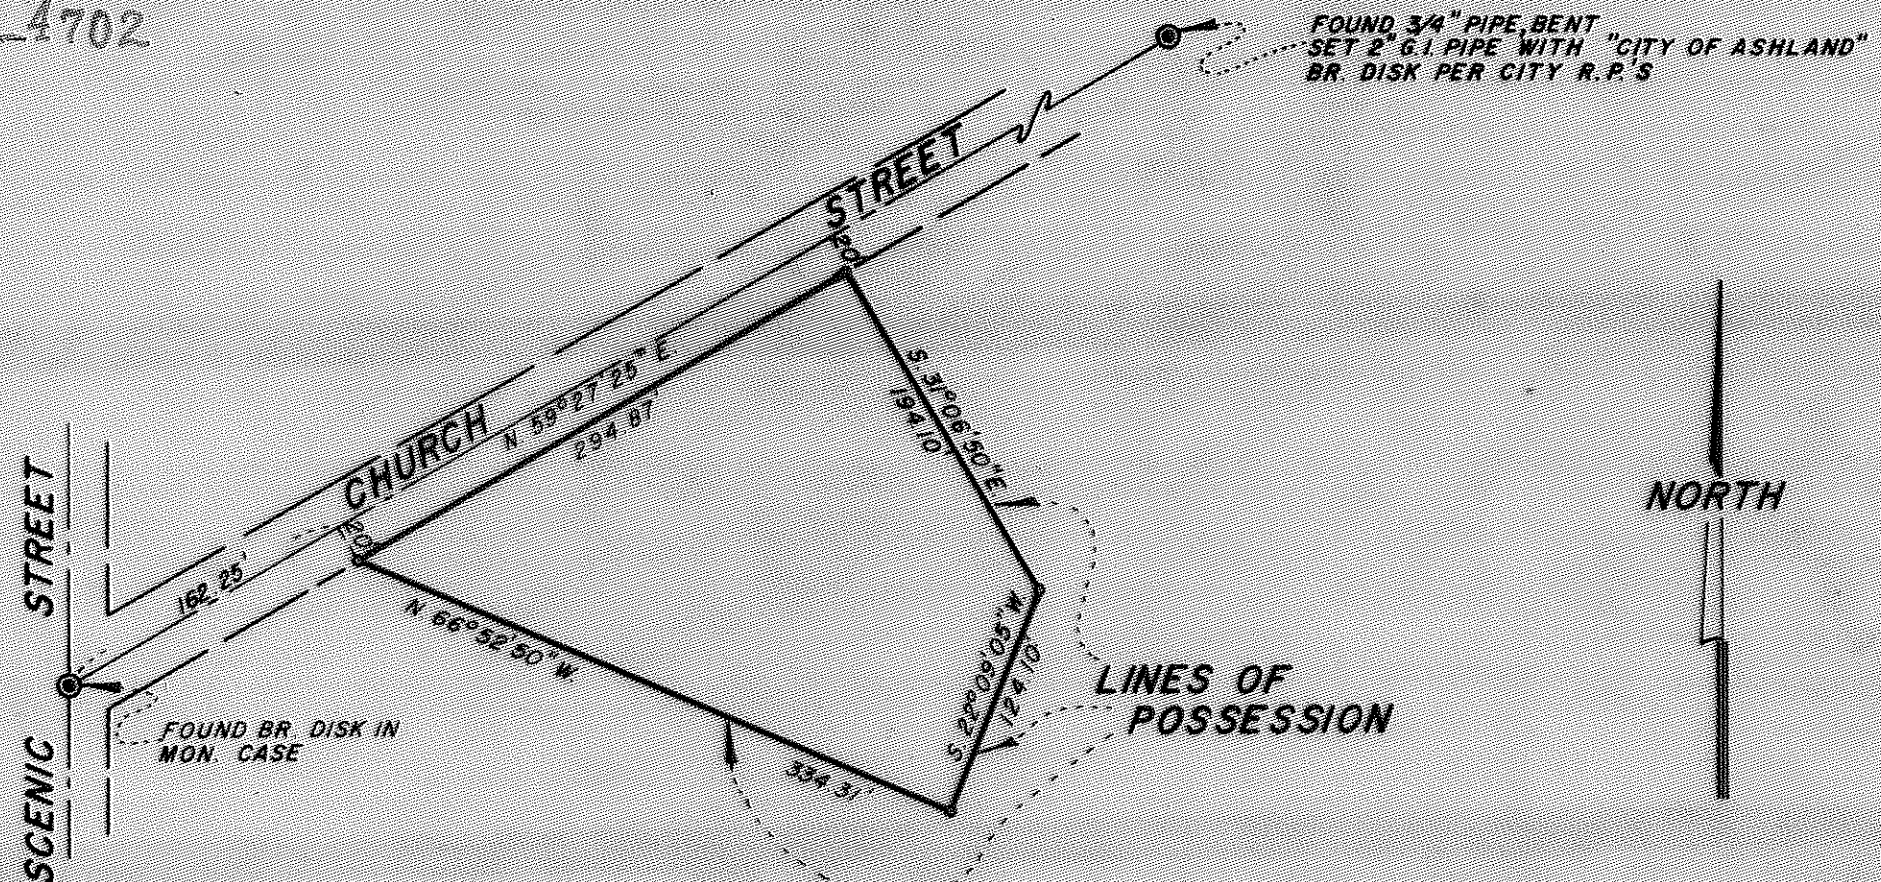 4702
FOUND 3/4" PIPE, BENT
SET 2" G.I. PIPE WITH "CITY OF ASHLAND"
BR. DISK PER CITY R.P.'S
CHURCH STREET
20'
N 59°27'25" E.
294.87'
S. 31°06'50" E
194.10'
20'
162.25'
N 66°52'50" W.
334.31'
S 22°09'05" W.
124.10'
LINES OF
POSSESSION
FOUND BR. DISK IN
MON. CASE
SCENIC STREET
NORTH